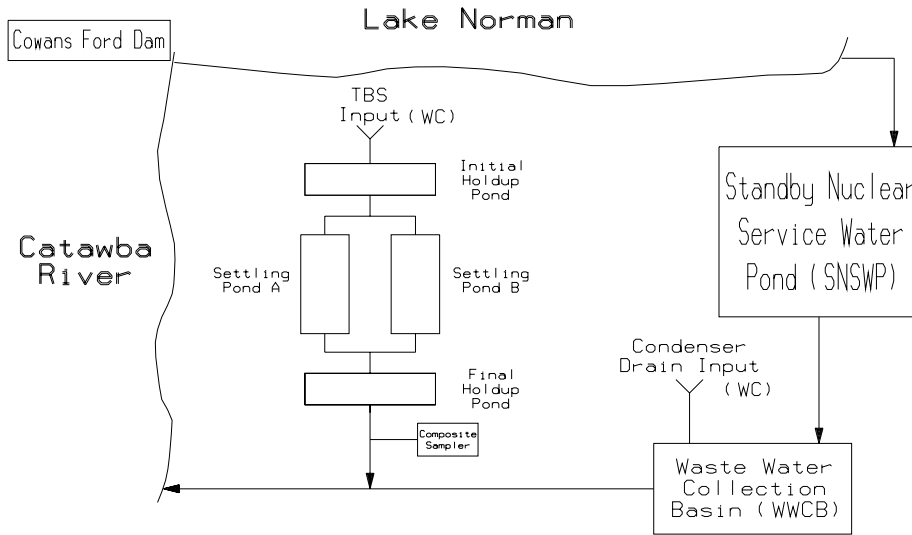 Lake Norman
Cowans Ford Dam
TBS
Input (WC)
Initial
Holdup
Pond
Standby Nuclear
Service Water
Pond (SNSWP)
Catawba
River
Settling
Pond A
Settling
Pond B
Condenser
Drain Input
(WC)
Final
Holdup
Pond
Composite
Sampler
Waste Water
Collection
Basin (WWCB)